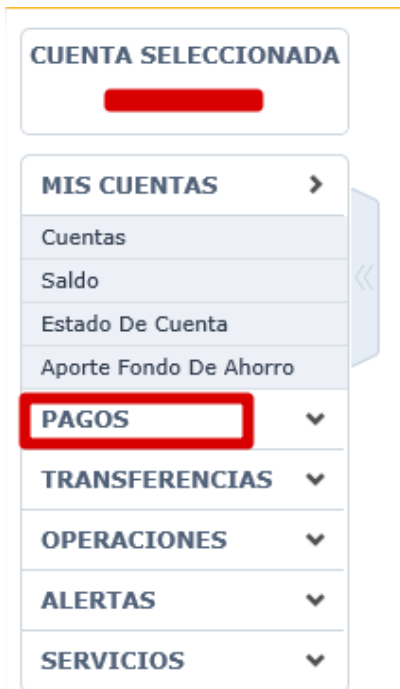 CUENTA SELECCIONADA
MIS CUENTAS
Cuentas
Saldo
Estado De Cuenta
Aporte Fondo De Ahorro
PAGOS
TRANSFERENCIAS
OPERACIONES
ALERTAS
SERVICIOS